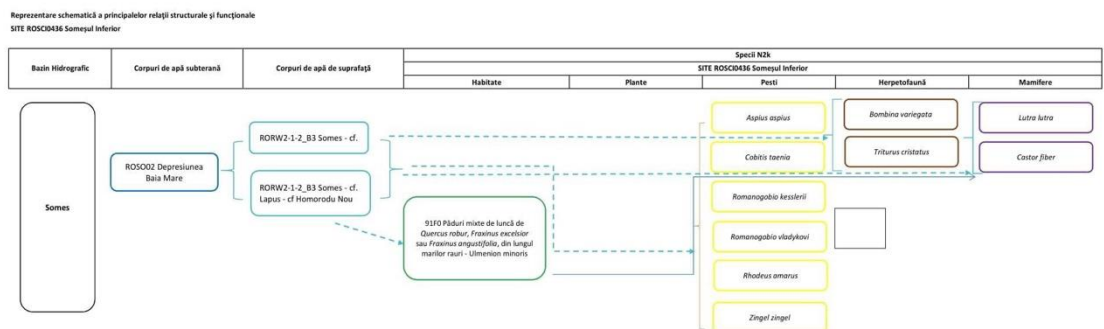 Reprezentare schematică a principalelor relații structurale și funcționale
SITE ROSCI0436 Someșul Inferior
Bazin Hidrografic
Corpuri de apă subterană
Corpuri de apă de suprafață
Specii N2k
SITE ROSCI0436 Someșul Inferior
Habitate
Plante
Pesti
Herpetofaună
Mamifere
Somes
ROSO02 Depresiunea
Baia Mare
RORW2-1-2_B3 Somes - cf.
RORW2-1-2_B3 Somes - cf.
Lapus - cf Homorodu Nou
91F0 Păduri mixte de luncă de
Quercus robur, Fraxinus excelsior
sau Fraxinus angustifolia, din lungul
marilor rauri - Ulmenion minoris
Aspius aspius
Cobitis taenia
Romanogobio kesslerii
Romanogobio vladykovi
Rhodeus amarus
Zingel zingel
Bombina variegata
Triturus cristatus
Lutra lutra
Castor fiber